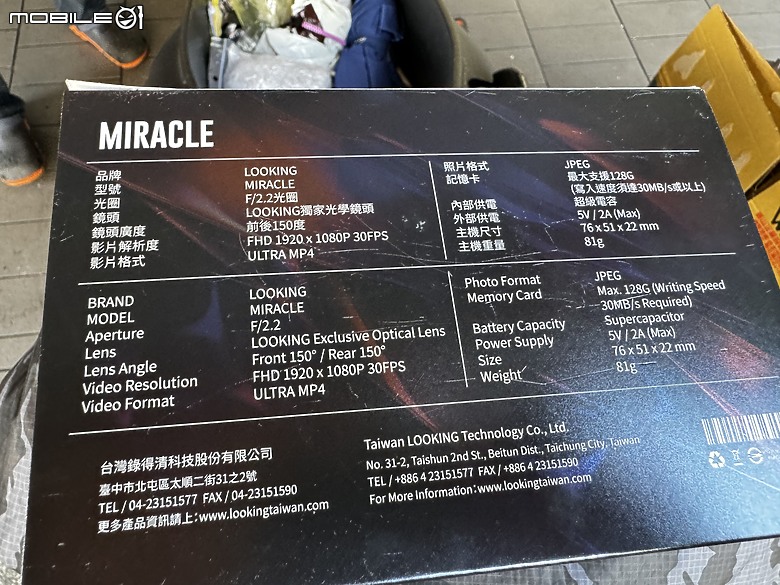 MOBILE01
MIRACLE
品牌 LOOKING
型號 MIRACLE
光圈 F/2.2光圈
鏡頭 LOOKING獨家光學鏡頭
鏡頭廣度 前後150度
影片解析度 FHD 1920 x 1080P 30FPS
影片格式 ULTRA MP4
照片格式 JPEG
記憶卡 最大支援128G
(寫入速度須達30MB/s或以上)
內部供電 超級電容
外部供電 5V / 2A (Max)
主機尺寸 76 x 51 x 22 mm
主機重量 81g
BRAND LOOKING
MODEL MIRACLE
Aperture F/2.2
Lens LOOKING Exclusive Optical Lens
Lens Angle Front 150° / Rear 150°
Video Resolution FHD 1920 x 1080P 30FPS
Video Format ULTRA MP4
Photo Format JPEG
Memory Card Max. 128G (Writing Speed
30MB/s Required)
Battery Capacity Supercapacitor
Power Supply 5V / 2A (Max)
Size 76 x 51 x 22 mm
Weight 81g
台灣錄得清科技股份有限公司
臺中市北屯區太順二街31之2號
TEL / 04-23151577 FAX / 04-23151590
更多產品資訊請上:www.lookingtaiwan.com
Taiwan LOOKING Technology Co., Ltd.
No. 31-2, Taishun 2nd St., Beitun Dist., Taichung City, Taiwan
TEL / +886 4 23151577 FAX / +886 4 23151590
For More Information:www.lookingtaiwan.com